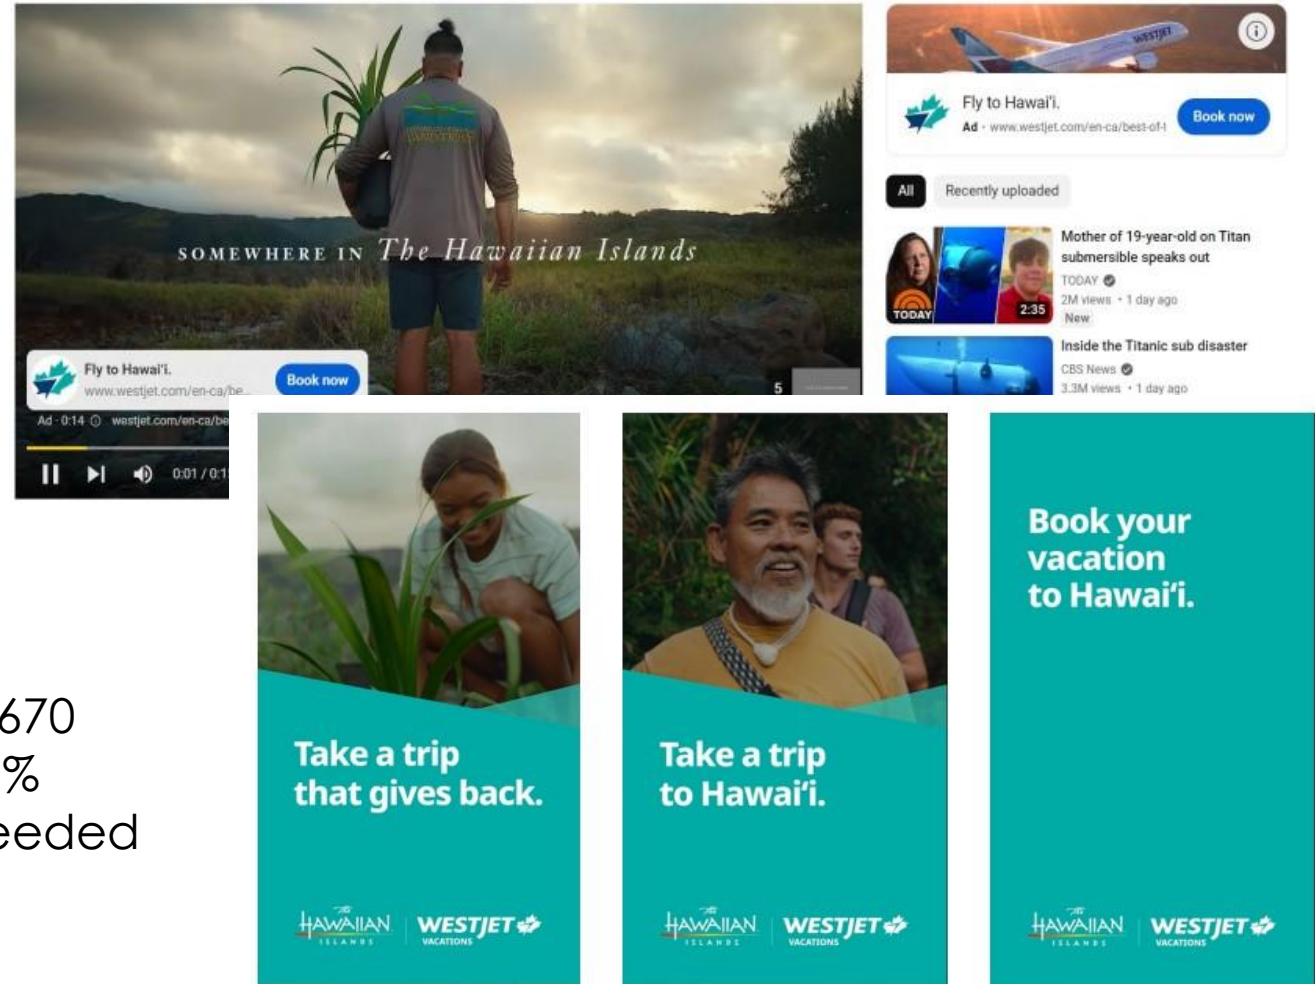 SOMEWHERE IN The Hawaiian Islands
Fly to Hawai'i.
www.westjet.com/en-ca/be...
Book now
5
Ad · 0:14 westjet.com/en-ca/be
0:01 / 0:1
WESTJET
Fly to Hawai'i.
Ad · www.westjet.com/en-ca/best-of-
Book now
All
Recently uploaded
TODAY
2:35
Mother of 19-year-old on Titan
submersible speaks out
TODAY
2M views · 1 day ago
New
Inside the Titanic sub disaster
CBS News
3.3M views · 1 day ago
670
%
eeded
Take a trip
that gives back.
The
HAWAIIAN
ISLANDS
WESTJET
VACATIONS
Take a trip
to Hawai‘i.
The
HAWAIIAN
ISLANDS
WESTJET
VACATIONS
Book your
vacation
to Hawai‘i.
The
HAWAIIAN
ISLANDS
WESTJET
VACATIONS